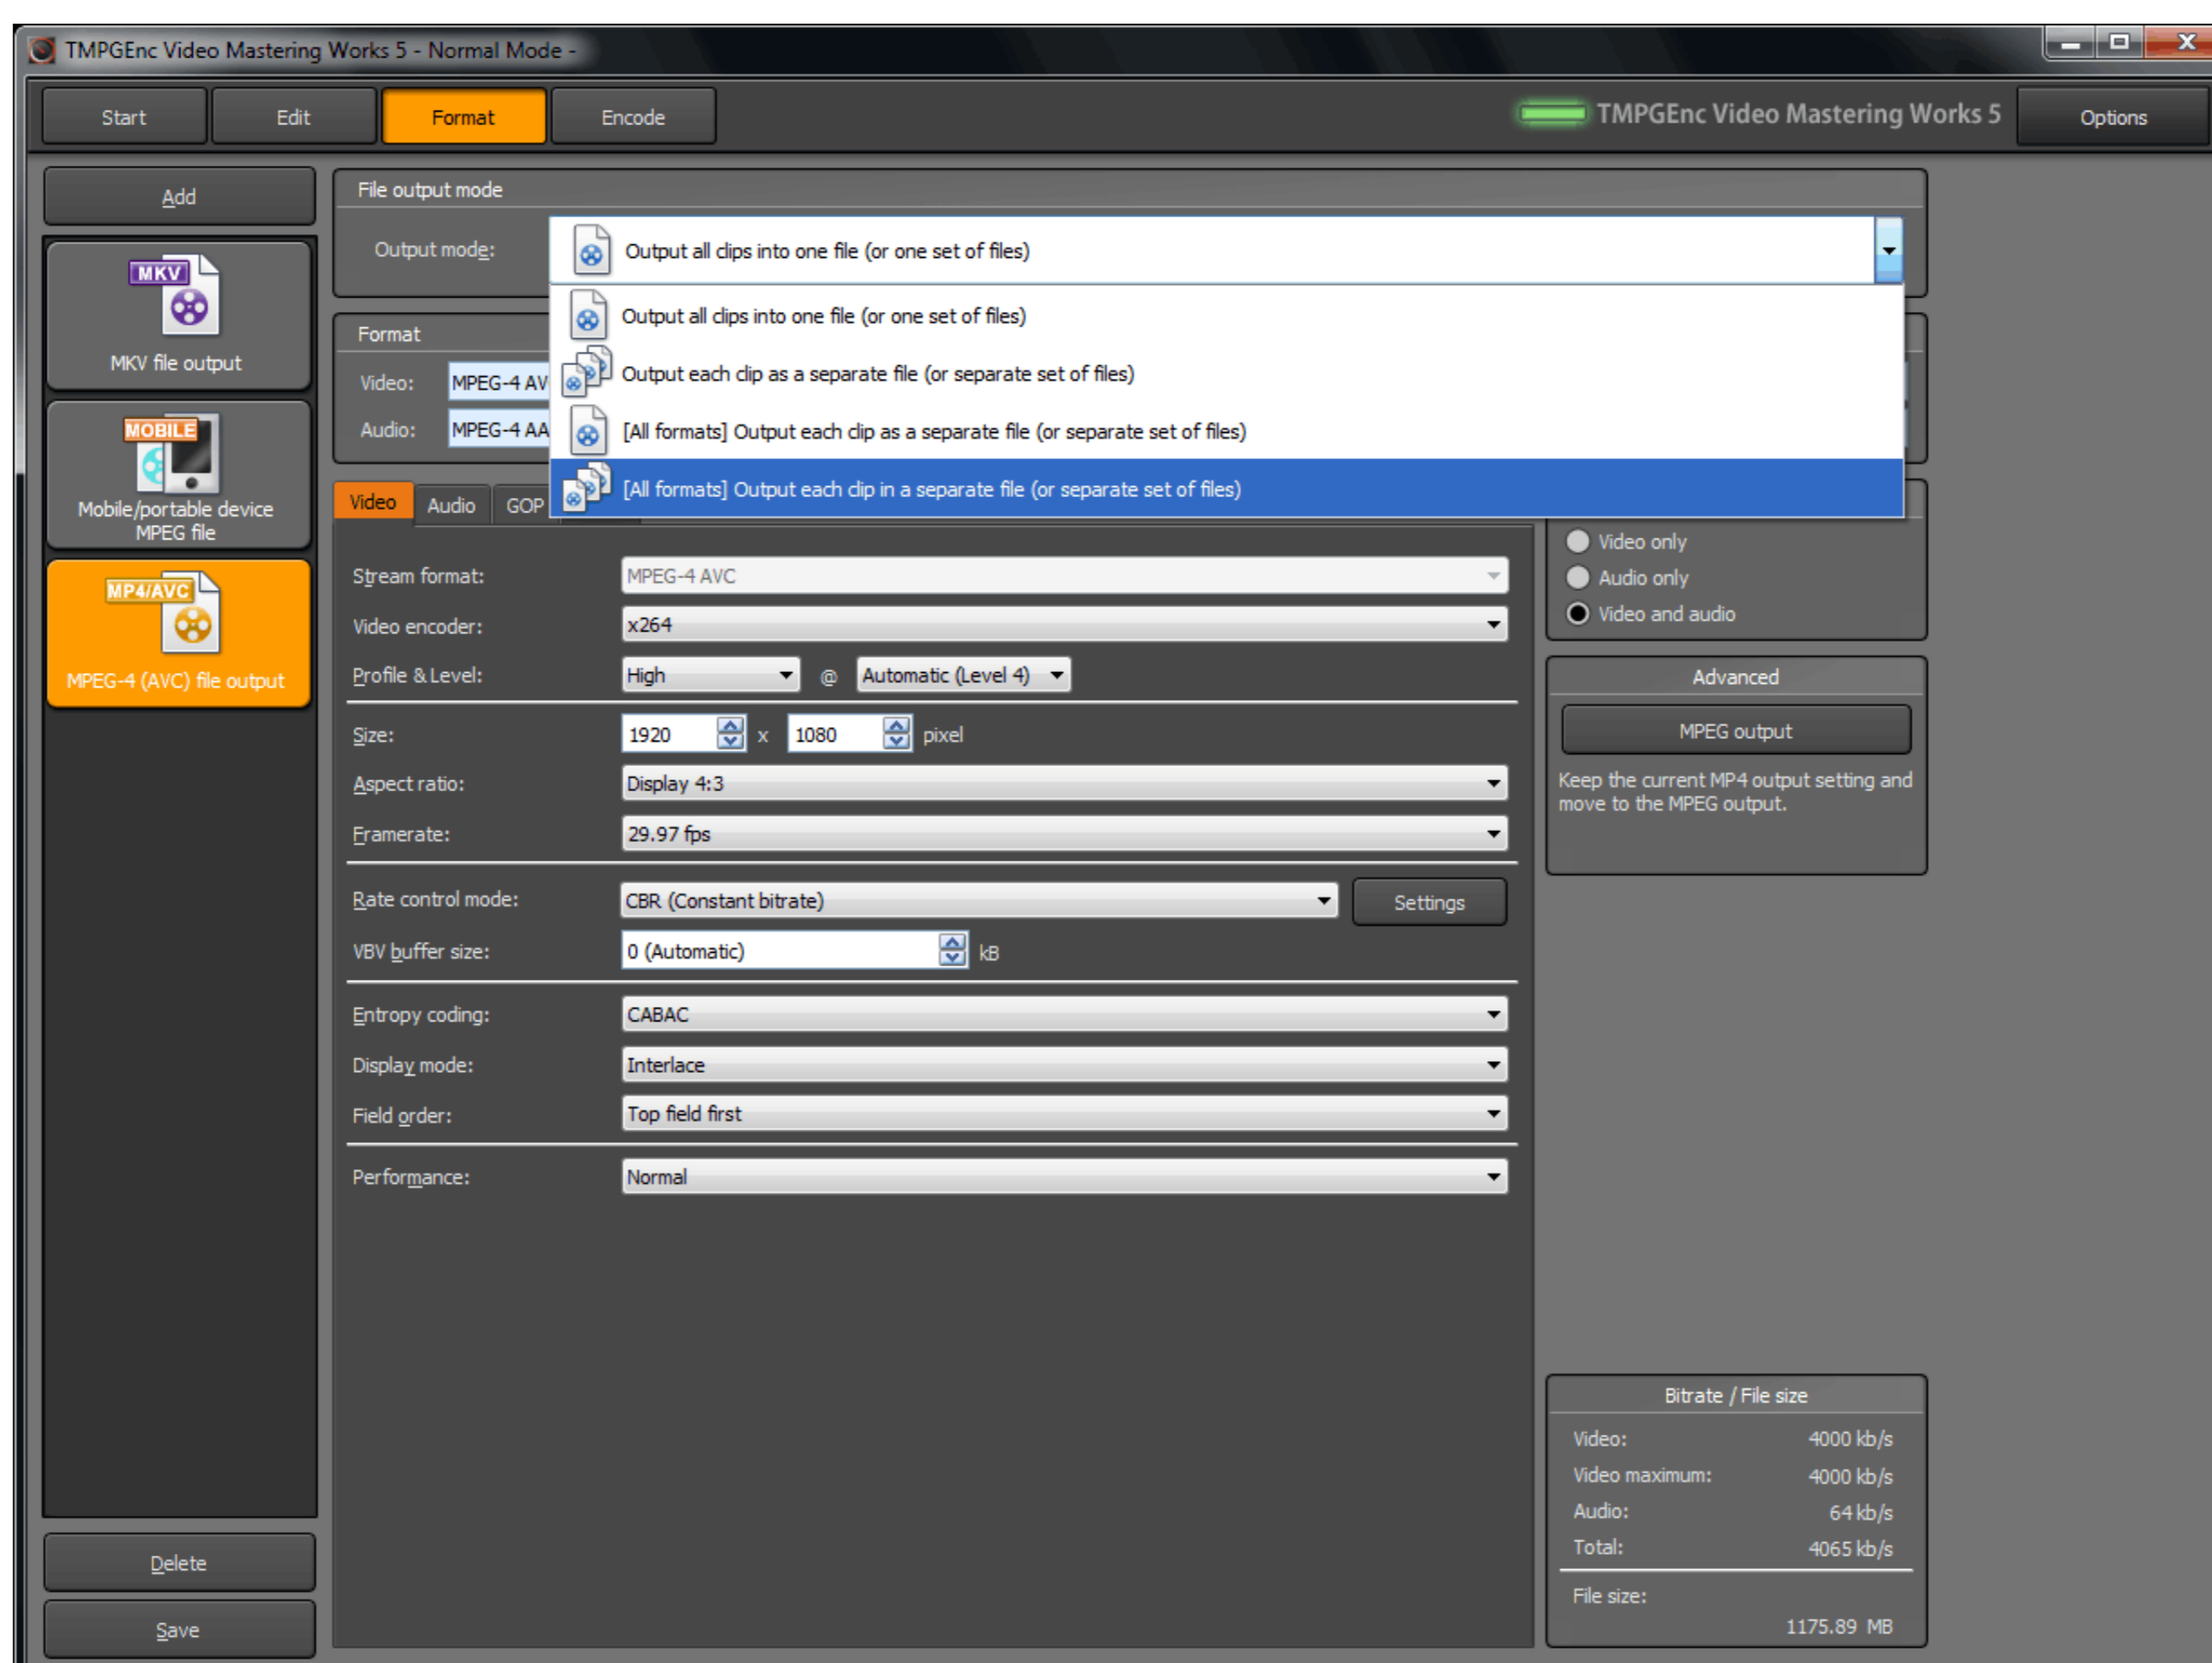 TMPGEnc Video Mastering Works 5 - Normal Mode -
Start Edit Format Encode TMPGEnc Video Mastering Works 5 Options
Add
MKV
MKV file output
MOBILE
Mobile/portable device
MPEG file
MP4/AVC
MPEG-4 (AVC) file output
Delete
Save
File output mode
Output mode: Output all clips into one file (or one set of files)
Output all clips into one file (or one set of files)
Output each clip as a separate file (or separate set of files)
[All formats] Output each clip as a separate file (or separate set of files)
[All formats] Output each clip in a separate file (or separate set of files)
Format
Video: MPEG-4 AV
Audio: MPEG-4 AA
Video Audio GOP
Stream format: MPEG-4 AVC
Video encoder: x264
Profile & Level: High @ Automatic (Level 4)
Size: 1920 x 1080 pixel
Aspect ratio: Display 4:3
Framerate: 29.97 fps
Rate control mode: CBR (Constant bitrate) Settings
VBV buffer size: 0 (Automatic) kB
Entropy coding: CABAC
Display mode: Interlace
Field order: Top field first
Performance: Normal
Video only
Audio only
Video and audio
Advanced
MPEG output
Keep the current MP4 output setting and
move to the MPEG output.
Bitrate / File size
Video: 4000 kb/s
Video maximum: 4000 kb/s
Audio: 64 kb/s
Total: 4065 kb/s
File size:
1175.89 MB